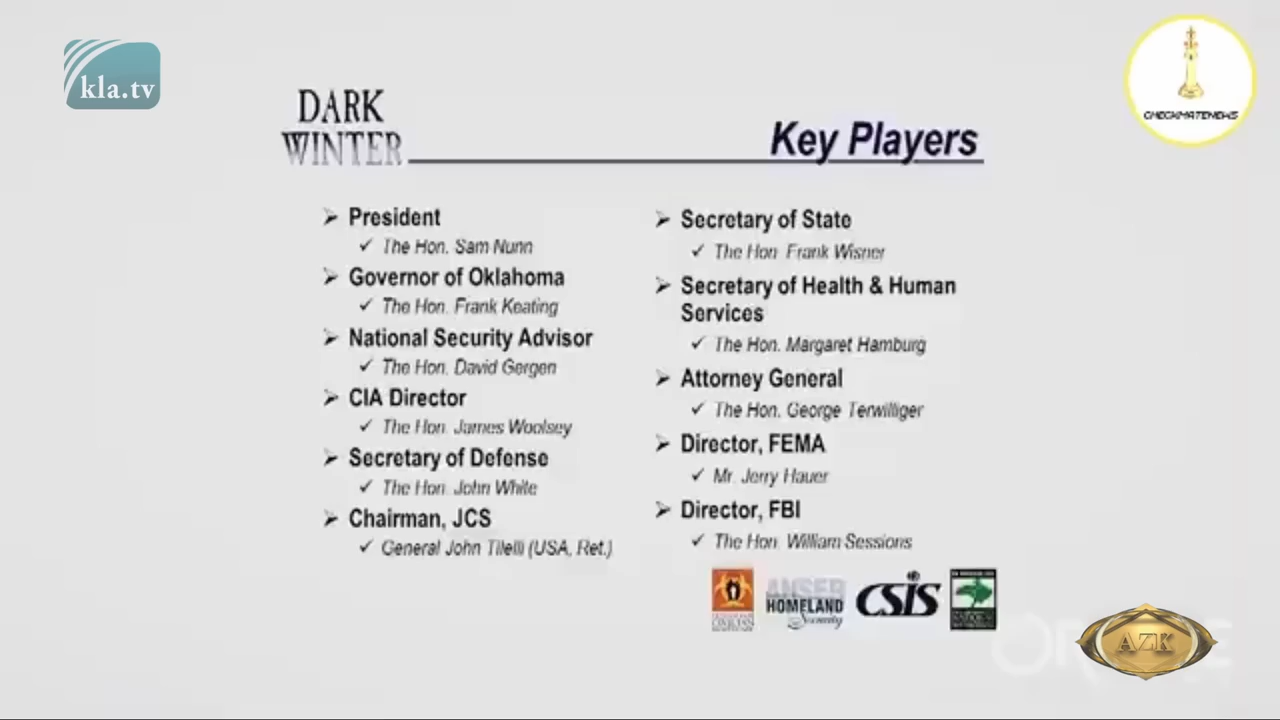 kla.tv
CHECKMATENEWS
DARK
WINTER
Key Players
President
The Hon. Sam Nunn
Governor of Oklahoma
The Hon. Frank Keating
National Security Advisor
The Hon. David Gergen
CIA Director
The Hon. James Woolsey
Secretary of Defense
The Hon. John White
Chairman, JCS
General John Tilelli (USA, Ret.)
Secretary of State
The Hon. Frank Wisner
Secretary of Health & Human
Services
The Hon. Margaret Hamburg
Attorney General
The Hon. George Terwilliger
Director, FEMA
Mr. Jerry Hauer
Director, FBI
The Hon. William Sessions
ANSER
HOMELAND
Security
CSIS
AZK